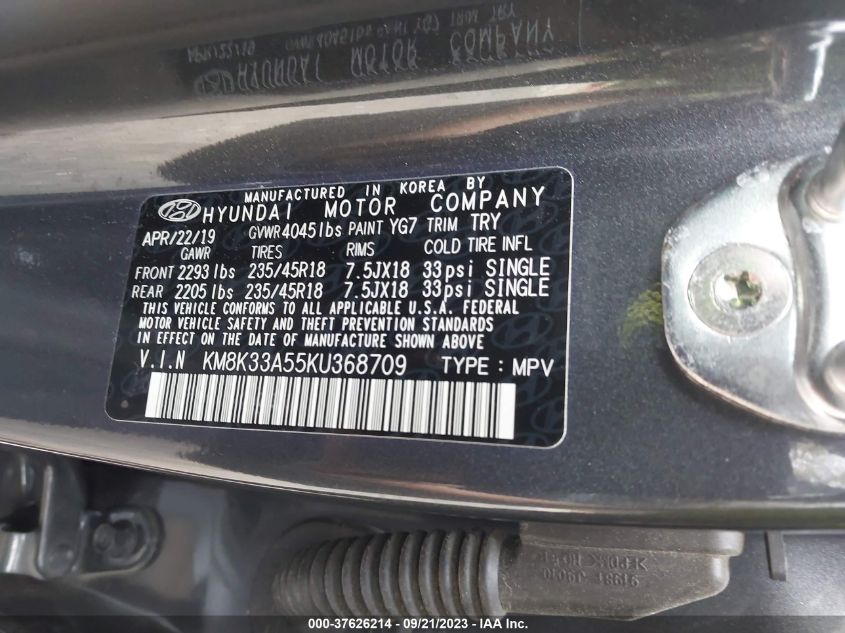 MANUFACTURED IN KOREA BY
HYUNDAI MOTOR COMPANY
APR/22/19 GVWR 4045 lbs PAINT YG7 TRIM TRY
GAWR TIRES RIMS COLD TIRE INFL
FRONT 2293 lbs 235/45R18 7.5JX18 33 psi SINGLE
REAR 2205 lbs 235/45R18 7.5JX18 33 psi SINGLE
THIS VEHICLE CONFORMS TO ALL APPLICABLE U.S.A. FEDERAL
MOTOR VEHICLE SAFETY AND THEFT PREVENTION STANDARDS
IN EFFECT ON THE DATE OF MANUFACTURE SHOWN ABOVE
V.I.N KM8K33A55KU368709 TYPE : MPV
000-37626214 - 09/21/2023 - IAAI.com